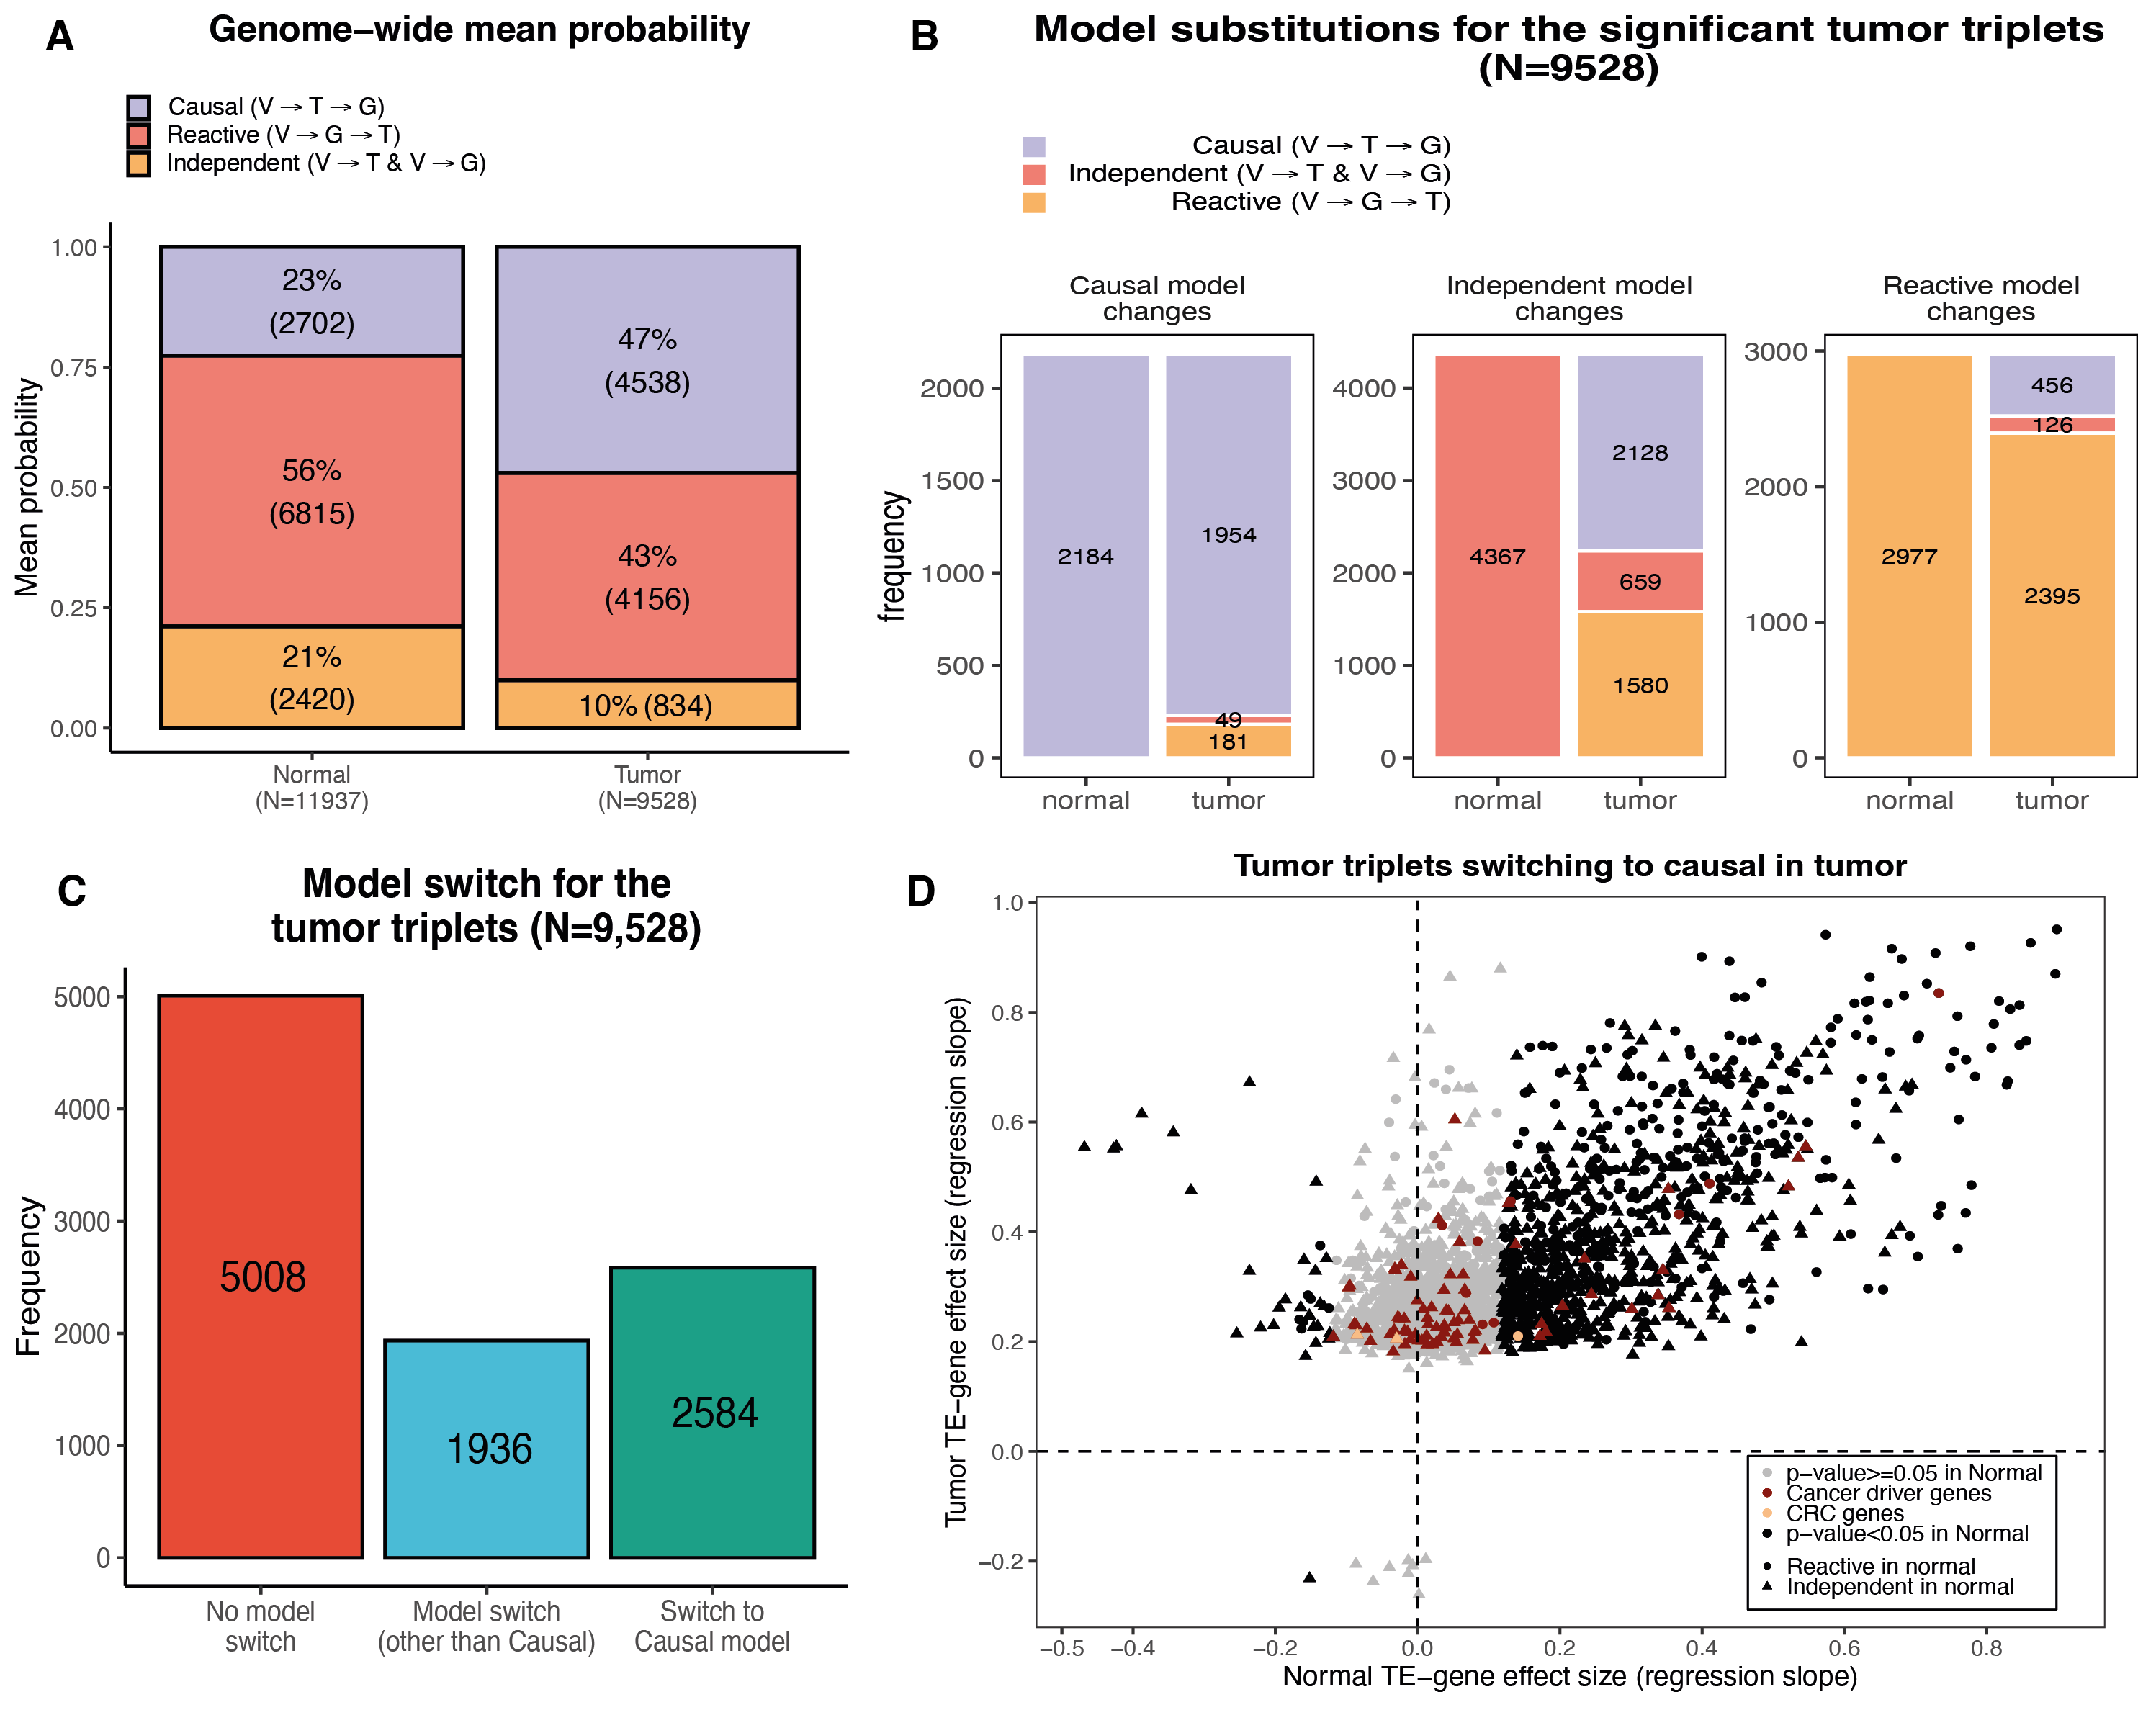 A
Genome−wide mean probability
Causal (V → T → G)
Reactive (V → G → T)
Independent (V → T & V → G)
Mean probability
1.00
0.75
0.50
0.25
0.00
23%
(2702)
56%
(6815)
21%
(2420)
47%
(4538)
43%
(4156)
10% (834)
Normal
(N=11937)
Tumor
(N=9528)
B
Model substitutions for the significant tumor triplets
(N=9528)
Causal (V → T → G)
Independent (V → T & V → G)
Reactive (V → G → T)
frequency
Causal model
changes
2000
1500
1000
500
0
2184
1954
49
181
normal
tumor
Independent model
changes
4000
3000
2000
1000
0
4367
2128
659
1580
normal
tumor
Reactive model
changes
3000
2000
1000
0
2977
456
126
2395
normal
tumor
C
Model switch for the
tumor triplets (N=9,528)
Frequency
5000
4000
3000
2000
1000
0
5008
1936
2584
No model
switch
Model switch
(other than Causal)
Switch to
Causal model
D
Tumor triplets switching to causal in tumor
Tumor TE−gene effect size (regression slope)
1.0
0.8
0.6
0.4
0.2
0.0
−0.2
p−value>=0.05 in Normal
Cancer driver genes
CRC genes
p−value<0.05 in Normal
Reactive in normal
Independent in normal
−0.5
−0.4
−0.2
0.0
0.2
0.4
0.6
0.8
Normal TE−gene effect size (regression slope)